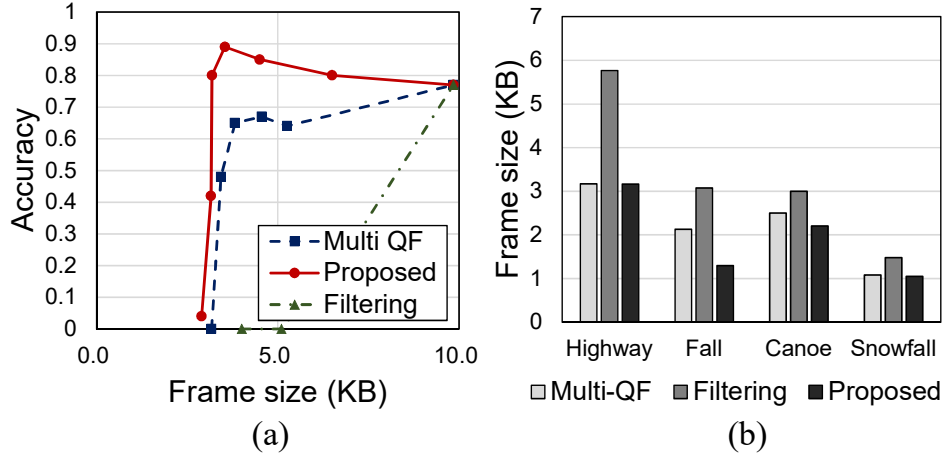 Accuracy
1
0.9
0.8
0.7
0.6
0.5
0.4
0.3
0.2
0.1
0
Multi QF
Proposed
Filtering
0.0
5.0
10.0
Frame size (KB)
(a)
Frame size (KB)
7
6
5
4
3
2
1
0
Highway
Fall
Canoe
Snowfall
Multi-QF
Filtering
Proposed
(b)